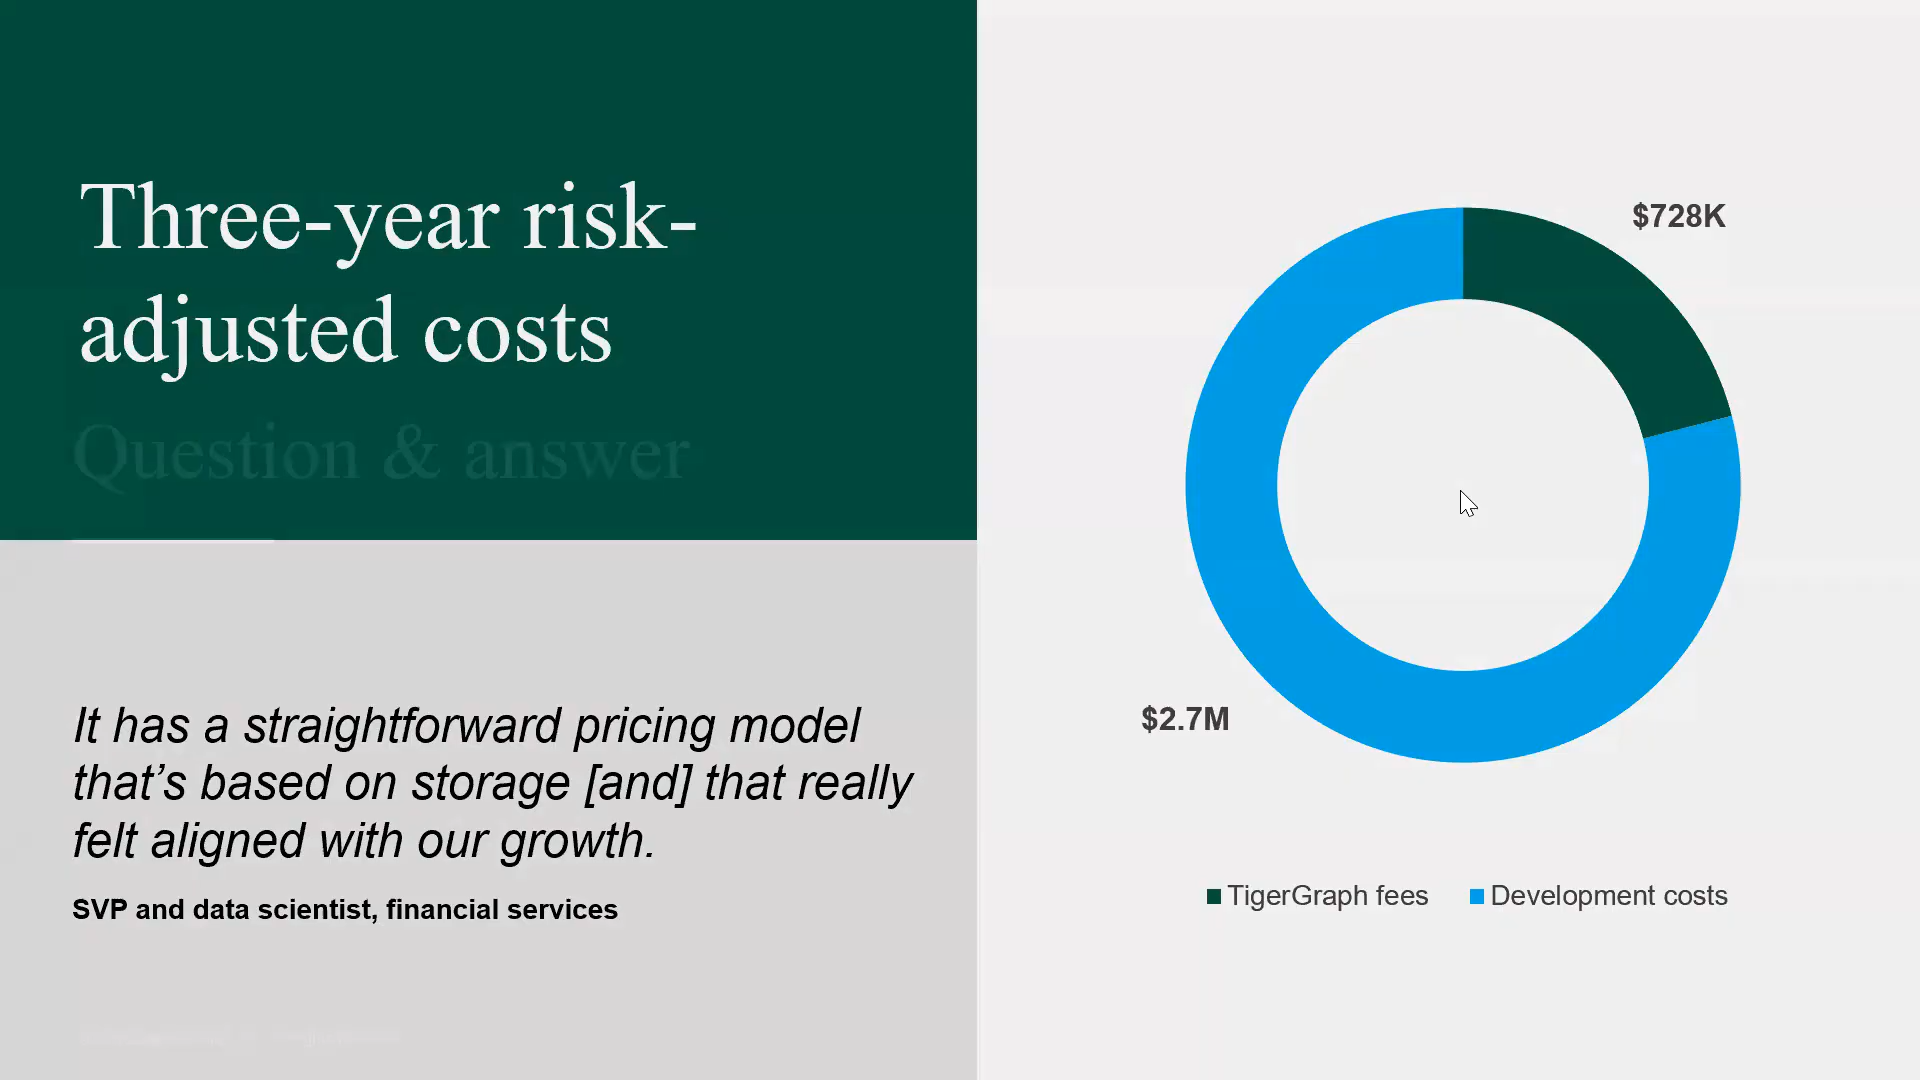 Three-year risk-
adjusted costs
Question & answer
It has a straightforward pricing model
that’s based on storage [and] that really
felt aligned with our growth.
SVP and data scientist, financial services
$728K
$2.7M
TigerGraph fees
Development costs